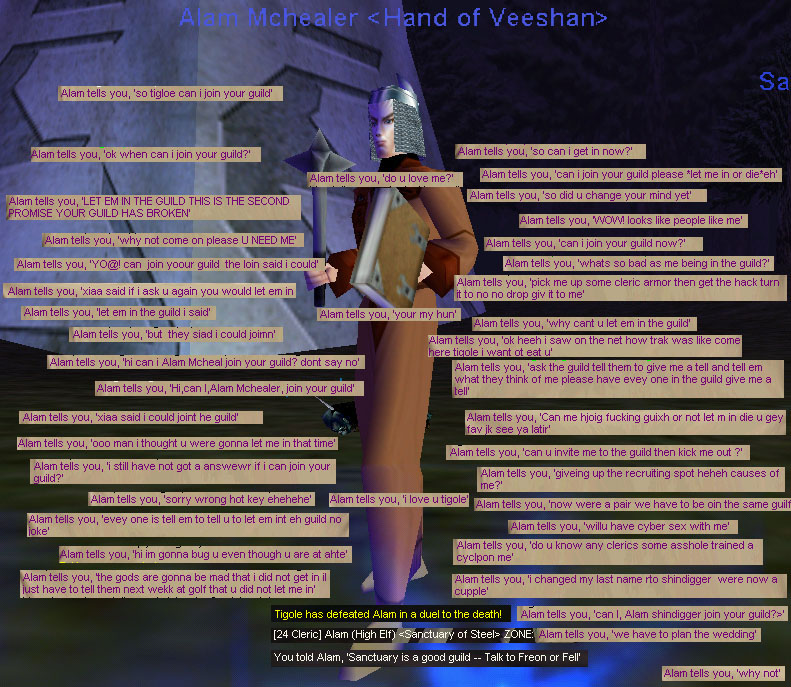 Alam Mchealer <Hand of Veeshan>
Sa
Alam tells you, 'so tigloe can i join your guild'
Alam tells you, 'ok when can i join your guild?'
Alam tells you, 'LET EM IN THE GUILD THIS IS THE SECOND
PROMISE YOUR GUILD HAS BROKEN'
Alam tells you, 'why not come on please U NEED ME'
Alam tells you, 'YO@! can  join yoour guild  the loin said i could'
Alam tells you, 'xiaa said if i ask u again you would let em in
Alam tells you, 'let em in the guild i said'
Alam tells you, 'but  they siad i could joimn'
Alam tells you, 'hi can i Alam Mcheal join your guild? dont say no'
Alam tells you, 'Hi,can I,Alam Mchealer, join your guild'
Alam tells you, 'xiaa said i could joint he guild'
Alam tells you, 'ooo man i thought u were gonna let me in that time'
Alam tells you, 'i still have not got a answewr if i can join your
guild?'
Alam tells you, 'sorry wrong hot key ehehehe'
Alam tells you, 'evey one is tell em to tell u to let em int eh guild no
joke'
Alam tells you, 'hi im gonna bug u even though u are at ahte'
Alam tells you, 'the gods are gonna be mad that i did not get in il
just have to tell them next wekk at golf that u did not let me in'
Alam tells you, 'do u love me?'
Alam tells you, 'your my hun'
Alam tells you, 'i love u tigole'
Alam tells you, 'so can i get in now?'
Alam tells you, 'can i join your guild please *let me in or die*eh'
Alam tells you, 'so did u change your mind yet'
Alam tells you, 'WOW! looks like people like me'
Alam tells you, 'can i join your guild now?'
Alam tells you, 'whats so bad as me being in the guild?'
Alam tells you, 'pick me up some cleric armor then get the hack turn
it to no no drop giv it to me'
Alam tells you, 'why cant u let em in the guild'
Alam tells you, 'ok heeh i saw on the net how trak was like come
here tigole i want ot eat u'
Alam tells you, 'ask the guild tell them to give me a tell and tell em
what they think of me please have evey one in the guild give me a
tell'
Alam tells you, 'Can me hjoig fucking guixh or not let m in die u gey
fav jk see ya latir'
Alam tells you, 'can u invite me to the guild then kick me out ?'
Alam tells you, 'giveing up the recruiting spot heheh causes of
me?'
Alam tells you, 'now were a pair we have to be oin the same guilf
Alam tells you, 'willu have cyber sex with me'
Alam tells you, 'do u know any clerics some asshole trained a
cyclpon me'
Alam tells you, 'i changed my last name rto shindigger  were now a
cupple'
Alam tells you, 'can I, Alam shindigger join your guild?>'
Alam tells you, 'we have to plan the wedding'
Alam tells you, 'why not'
Tigole has defeated Alam in a duel to the death!
[24 Cleric] Alam (High Elf) <Sanctuary of Steel> ZONE:
You told Alam, 'Sanctuary is a good guild -- Talk to Freon or Fell'